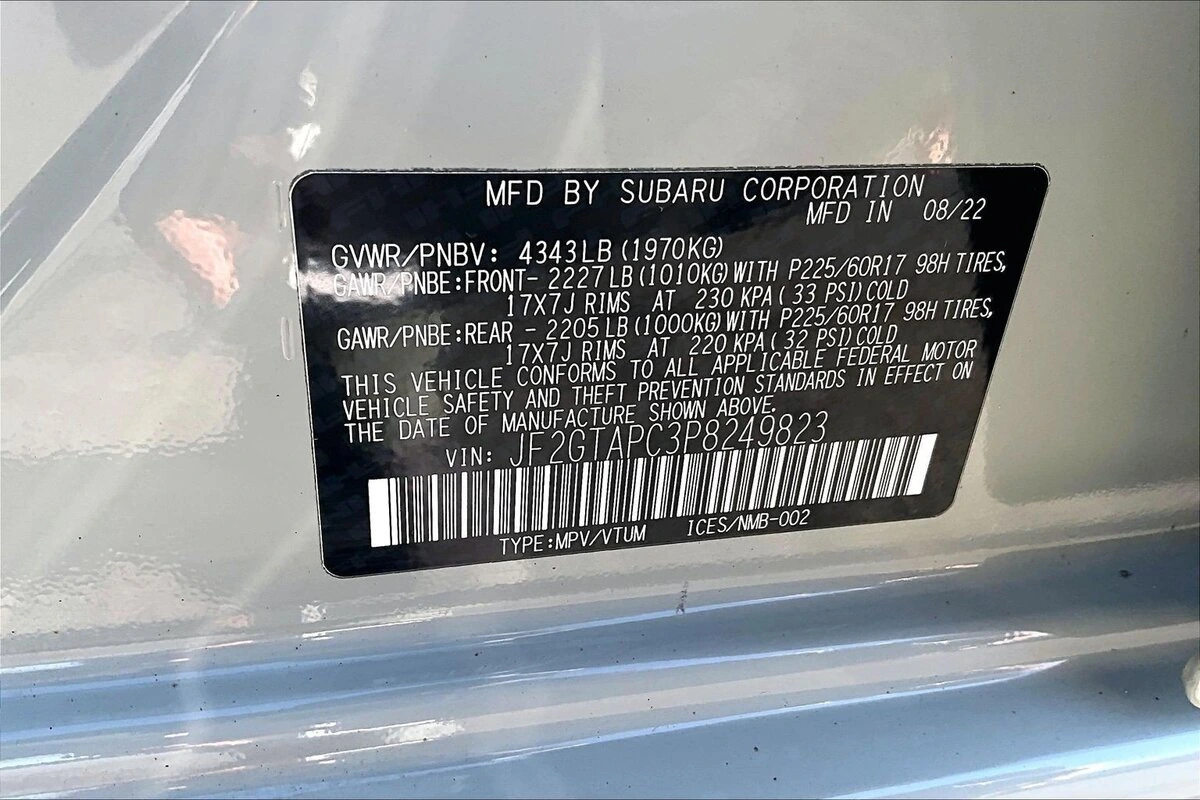 MFD BY SUBARU CORPORATION
MFD IN 08/22
GVWR/PNBV: 4343LB (1970KG)
GAWR/PNBE:FRONT- 2227 LB (1010KG) WITH P225/60R17 98H TIRES,
17X7J RIMS AT 230 KPA ( 33 PSI) COLD
GAWR/PNBE:REAR - 2205 LB (1000KG) WITH P225/60R17 98H TIRES,
17X7J RIMS AT 220 KPA ( 32 PSI) COLD
THIS VEHICLE CONFORMS TO ALL APPLICABLE FEDERAL MOTOR
VEHICLE SAFETY AND THEFT PREVENTION STANDARDS IN EFFECT ON
THE DATE OF MANUFACTURE SHOWN ABOVE.
VIN: JF2GTAPC3P8249823
TYPE:MPV/VTUM ICES/NMB-002